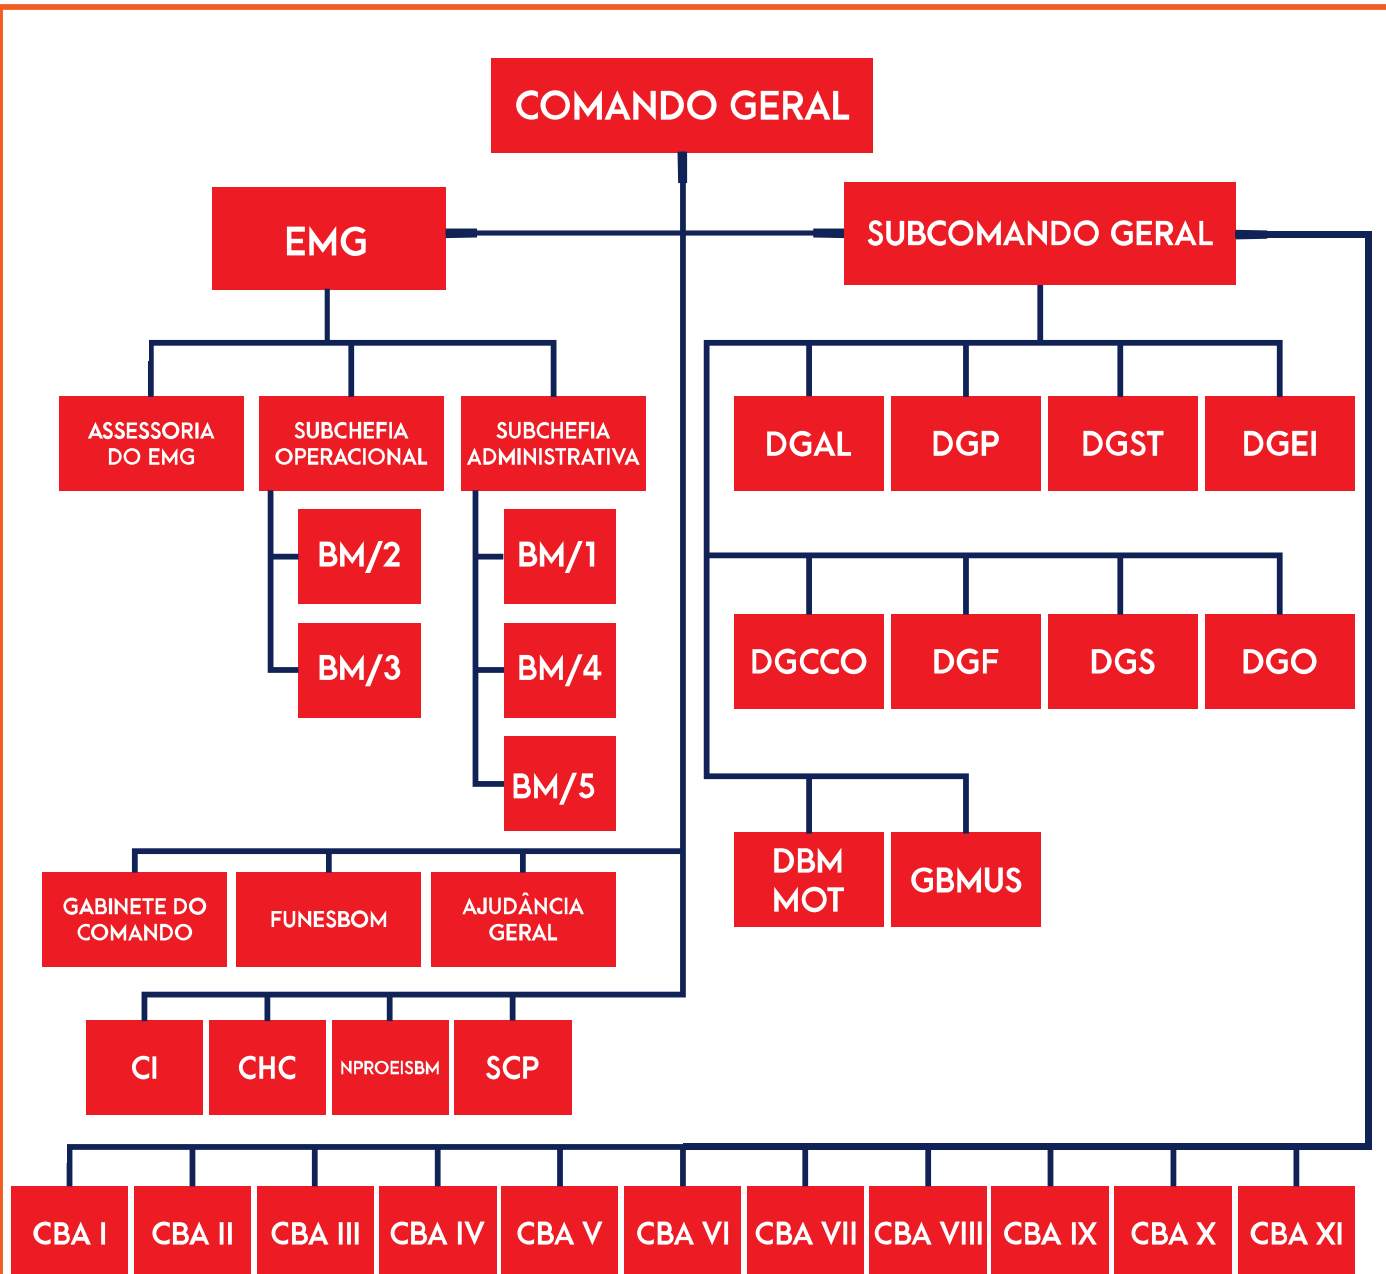 COMANDO GERAL
EMG
SUBCOMANDO GERAL
ASSESSORIA
DO EMG
SUBCHEFIA
OPERACIONAL
SUBCHEFIA
ADMINISTRATIVA
BM/2
BM/3
BM/1
BM/4
BM/5
DGAL
DGP
DGST
DGEI
DGCCO
DGF
DGS
DGO
DBM
MOT
GBMUS
GABINETE DO
COMANDO
FUNESBOM
AJUDÂNCIA
GERAL
CI
CHC
NPROEISBM
SCP
CBA I
CBA II
CBA III
CBA IV
CBA V
CBA VI
CBA VII
CBA VIII
CBA IX
CBA X
CBA XI